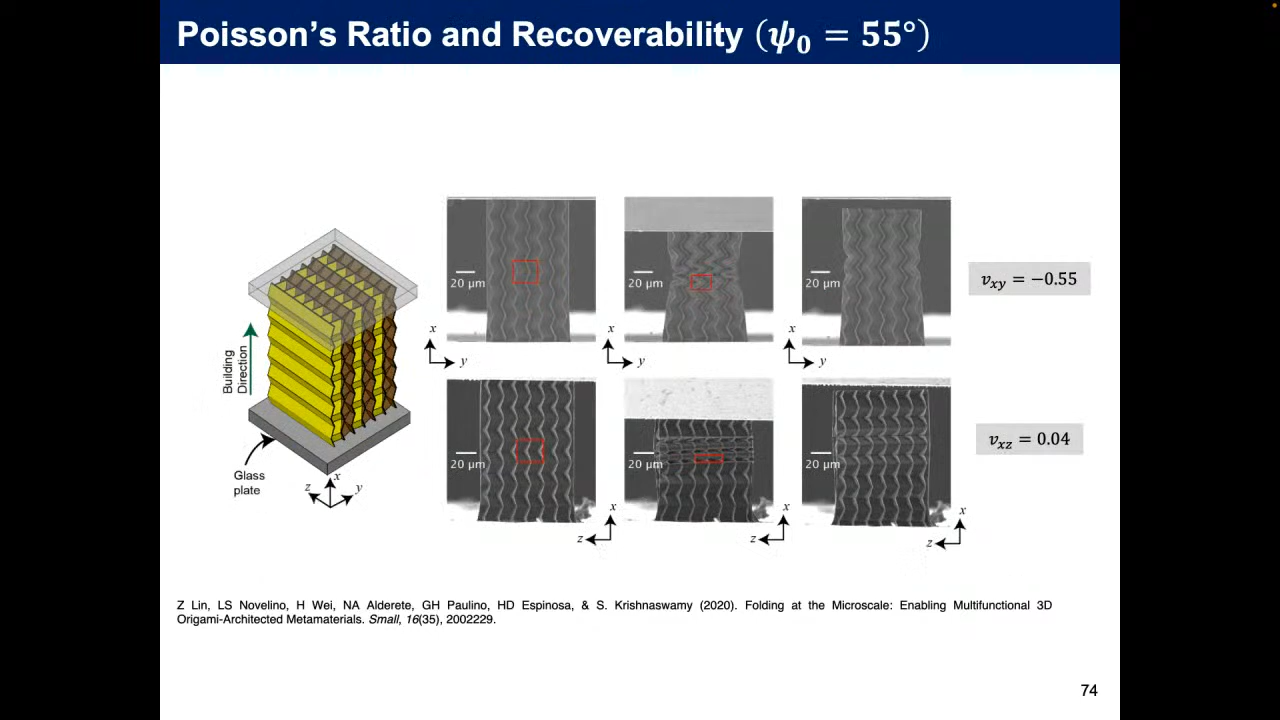 Poisson's Ratio and Recoverability (ψ₀ = 55°)
Building
Direction
Glass
plate
z
x
y
20 μm
x
y
20 μm
x
y
20 μm
x
y
νxy = −0.55
20 μm
x
z
20 μm
x
z
20 μm
x
z
νxz = 0.04
Z Lin, LS Novelino, H Wei, NA Alderete, GH Paulino, HD Espinosa, & S. Krishnaswamy (2020). Folding at the Microscale: Enabling Multifunctional 3D
Origami-Architected Metamaterials. Small, 16(35), 2002229.
74